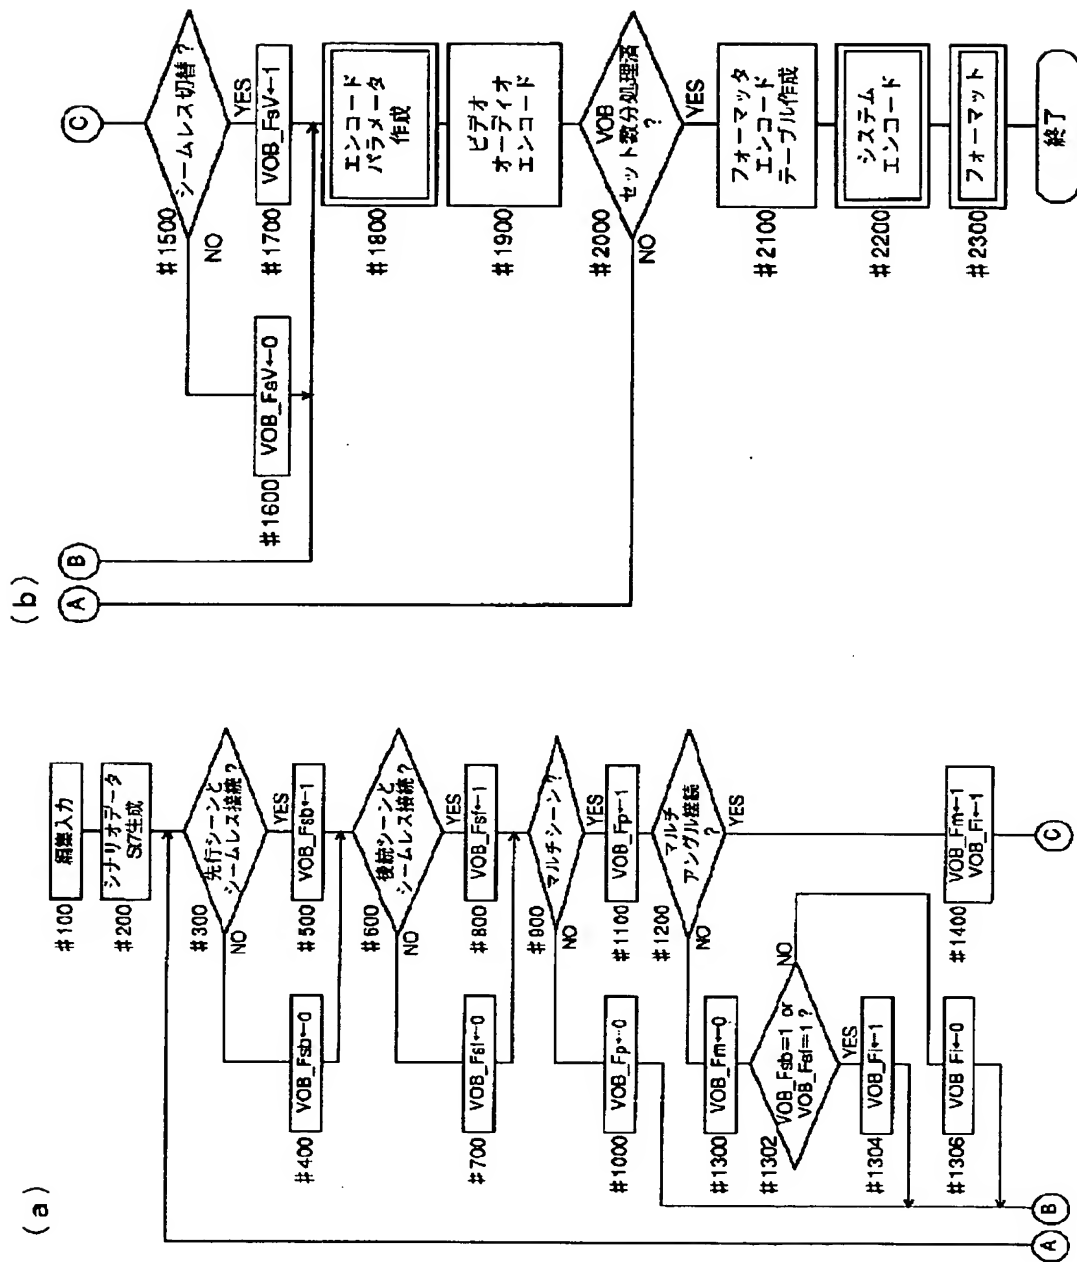 (a)
#100
編集入力
#200
シナリオデータ
St7生成
#300
先行シーンと
シームレス接続?
NO
YES
#400
VOB_Fsb←0
#500
VOB_Fsb←1
#600
後続シーンと
シームレス接続?
NO
YES
#700
VOB_Fsf←0
#800
VOB_Fsf←1
#900
マルチシーン?
NO
YES
#1000
VOB_Fp←0
#1100
VOB_Fp←1
#1200
マルチ
アングル接続
?
NO
YES
#1300
VOB_Fm←0
#1302
VOB_Fsb=1 or
VOB_Fsf=1?
NO
YES
#1304
VOB_Fi←1
#1306
VOB_Fi←0
#1400
VOB_Fm←1
VOB_Fi←1
A
B
C
(b)
A
B
C
#1500
シームレス切替?
NO
YES
#1600
VOB_FsV←0
#1700
VOB_FsV←1
#1800
エンコード
パラメータ
作成
#1900
ビデオ
オーディオ
エンコード
#2000
VOB
セット数分処理済
?
NO
YES
#2100
フォーマッタ
エンコード
テーブル作成
#2200
システム
エンコード
#2300
フォーマット
終了